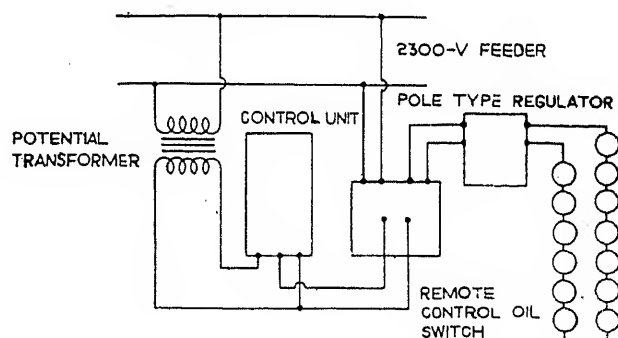 2300-V FEEDER
POLE TYPE REGULATOR
CONTROL UNIT
POTENTIAL
TRANSFORMER
REMOTE
CONTROL OIL
SWITCH